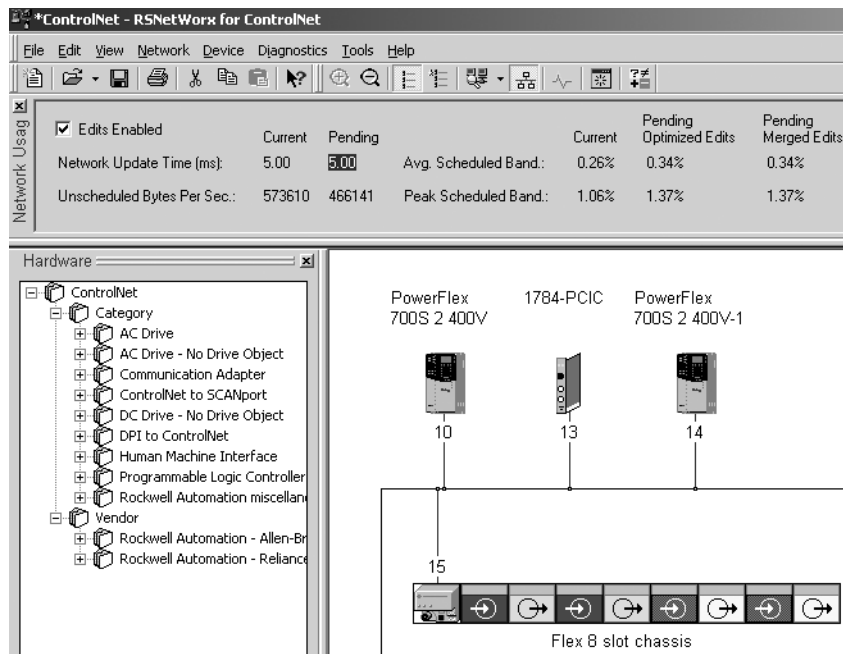 *ControlNet - RSNetWorx for ControlNet
File Edit View Network Device Diagnostics Tools Help
Network Usag
Edits Enabled
Current Pending Current Pending Optimized Edits Pending Merged Edits
Network Update Time (ms): 5.00 5.00 Avg. Scheduled Band.: 0.26% 0.34% 0.34%
Unscheduled Bytes Per Sec.: 573610 466141 Peak Scheduled Band.: 1.06% 1.37% 1.37%
Hardware
ControlNet
Category
AC Drive
AC Drive - No Drive Object
Communication Adapter
ControlNet to SCANport
DC Drive - No Drive Object
DPI to ControlNet
Human Machine Interface
Programmable Logic Controller
Rockwell Automation miscellan
Vendor
Rockwell Automation - Allen-Br
Rockwell Automation - Reliance
PowerFlex 1784-PCIC PowerFlex
700S 2 400V 700S 2 400V-1
10 13 14
15
Flex 8 slot chassis